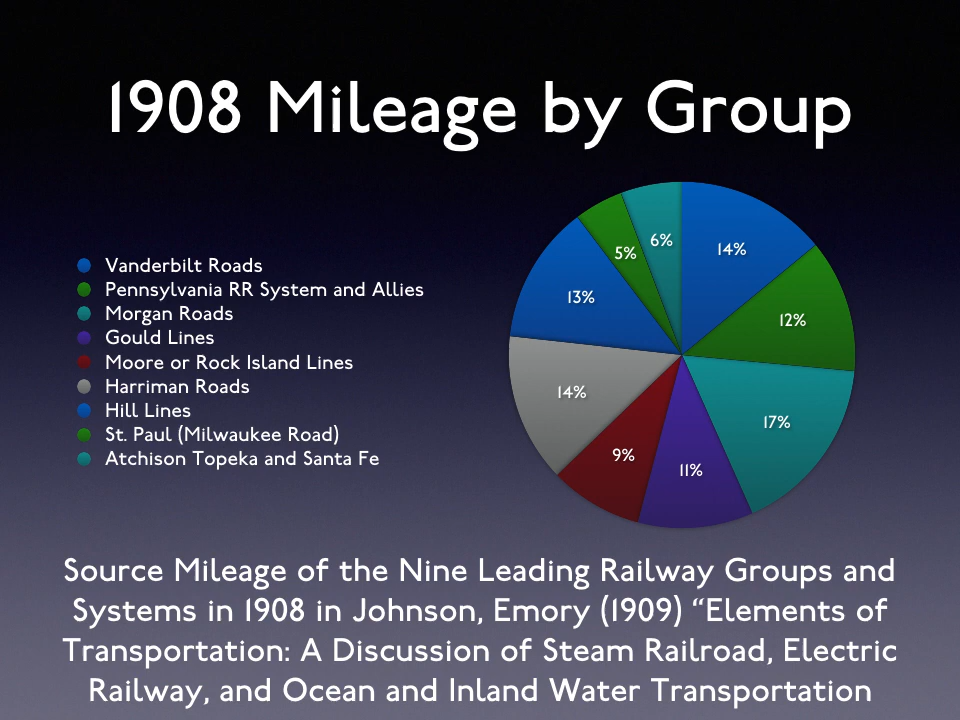 1908 Mileage by Group
Vanderbilt Roads
Pennsylvania RR System and Allies
Morgan Roads
Gould Lines
Moore or Rock Island Lines
Harriman Roads
Hill Lines
St. Paul (Milwaukee Road)
Atchison Topeka and Santa Fe
14%
12%
17%
11%
9%
14%
13%
5%
6%
Source Mileage of the Nine Leading Railway Groups and
Systems in 1908 in Johnson, Emory (1909) “Elements of
Transportation: A Discussion of Steam Railroad, Electric
Railway, and Ocean and Inland Water Transportation